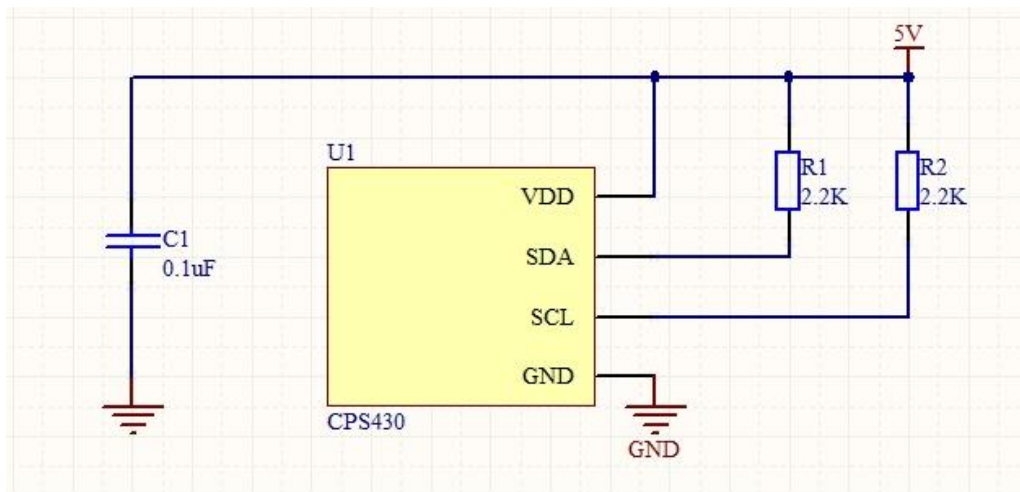 5V
U1
VDD
SDA
SCL
GND
CPS430
C1
0.1uF
R1
2.2K
R2
2.2K
GND